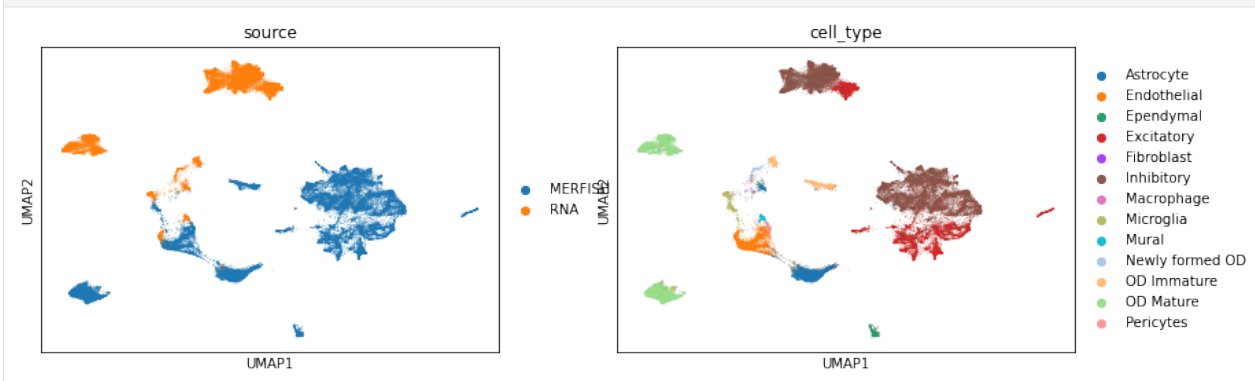 source
cell_type
UMAP2
UMAP1
MERFISH
RNA
UMAP2
UMAP1
Astrocyte
Endothelial
Ependymal
Excitatory
Fibroblast
Inhibitory
Macrophage
Microglia
Mural
Newly formed OD
OD Immature
OD Mature
Pericytes